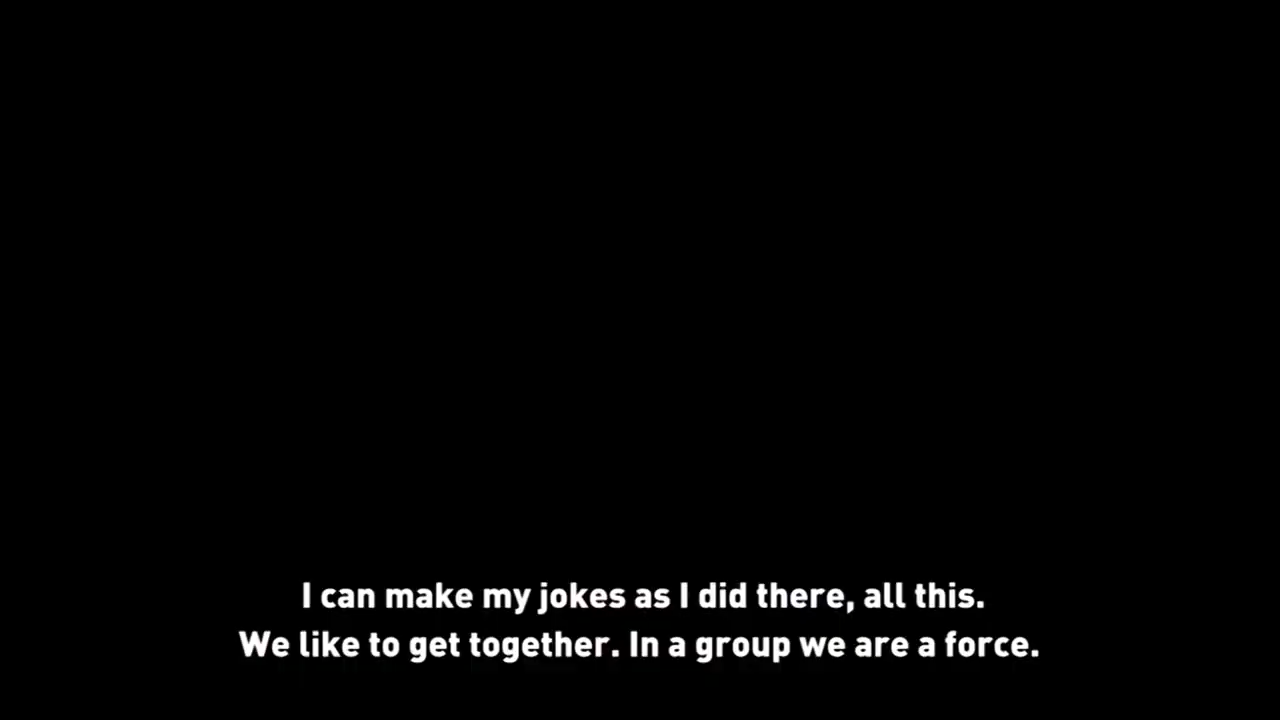 I can make my jokes as I did there, all this.
We like to get together. In a group we are a force.